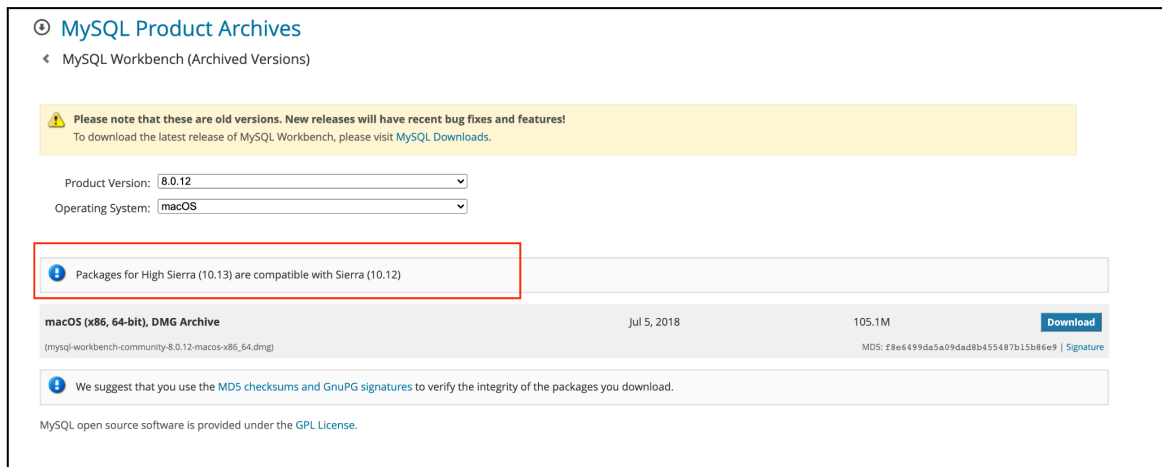 MySQL Product Archives
MySQL Workbench (Archived Versions)
Please note that these are old versions. New releases will have recent bug fixes and features!
To download the latest release of MySQL Workbench, please visit MySQL Downloads.
Product Version: 8.0.12
Operating System: macOS
Packages for High Sierra (10.13) are compatible with Sierra (10.12)
macOS (x86, 64-bit), DMG Archive Jul 5, 2018 105.1M Download
(mysql-workbench-community-8.0.12-macos-x86_64.dmg) MD5: f8e6499da5a09dad8b455487b15b86e9 | Signature
We suggest that you use the MD5 checksums and GnuPG signatures to verify the integrity of the packages you download.
MySQL open source software is provided under the GPL License.